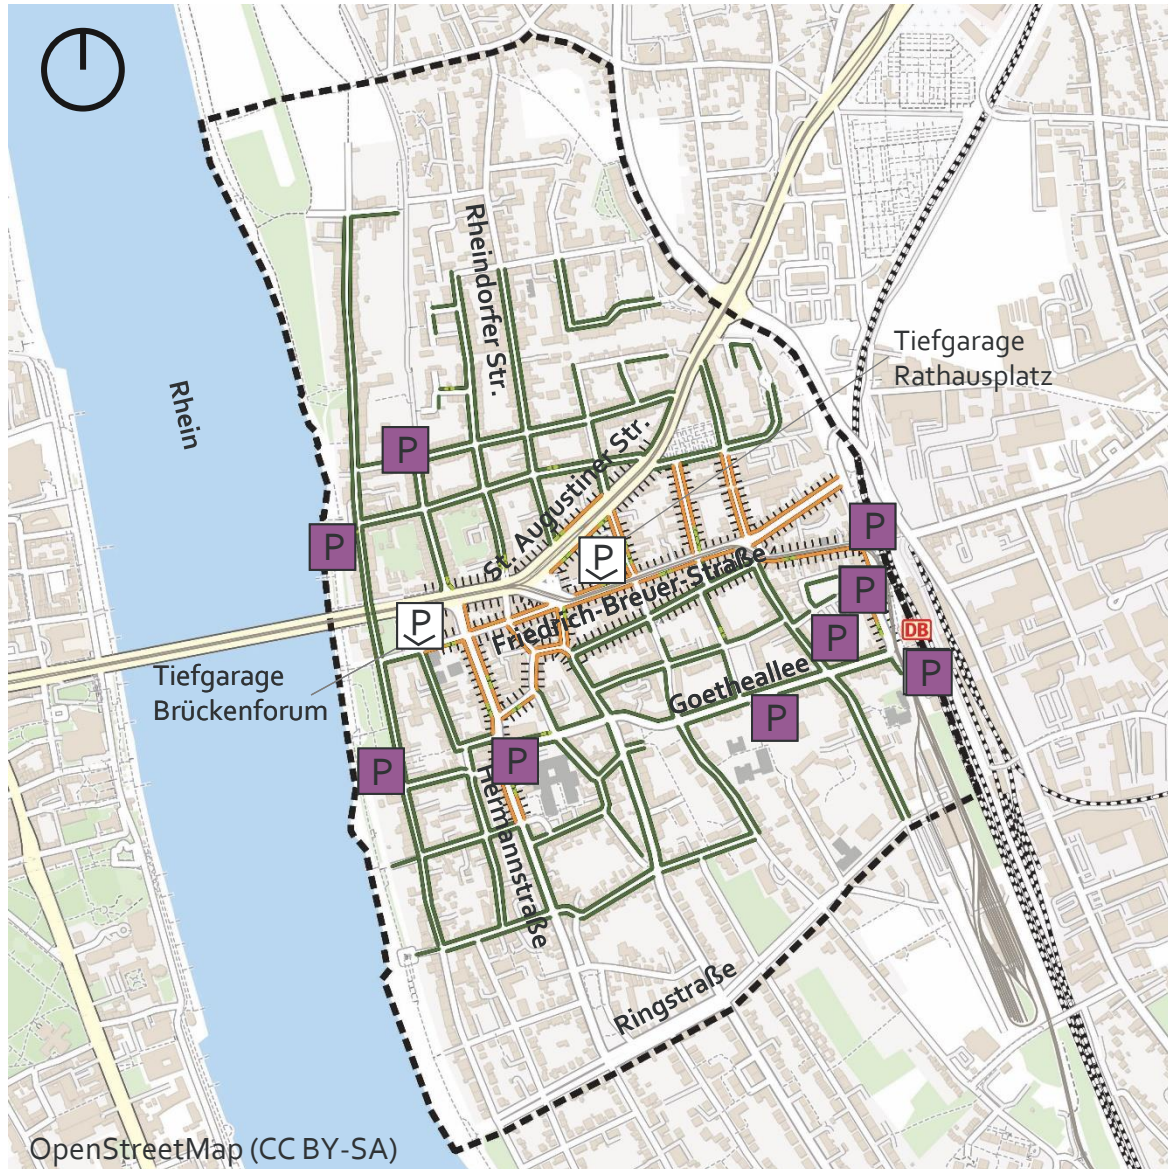 Rheindorfer Str.
Tiefgarage
Rathausplatz
Rhein
P
St. Augustiner Str.
P
P
P
P
Friedrich-Breuer-Straße
P
P
DB
P
P
Tiefgarage
Brückenforum
Goetheallee
P
P
P
Hermannstraße
Ringstraße
OpenStreetMap (CC BY-SA)